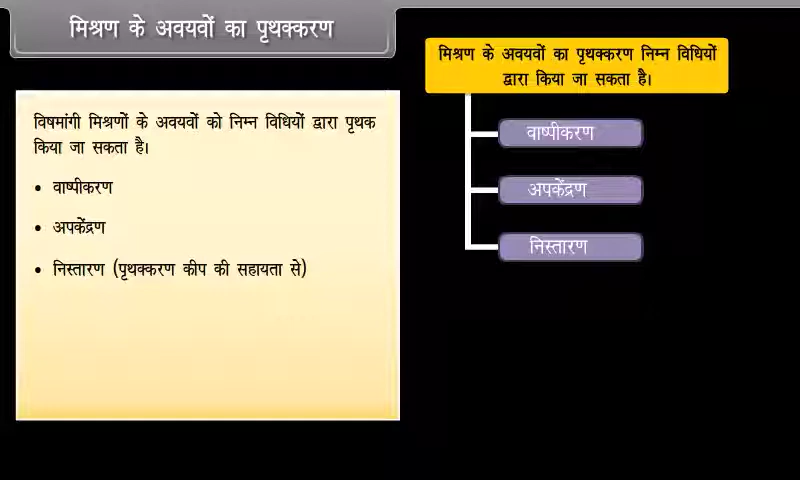 मिश्रण के अवयवों का पृथक्करण
विषमांगी मिश्रणों के अवयवों को निम्न विधियों द्वारा पृथक
किया जा सकता है।
• वाष्पीकरण
• अपकेंद्रण
• निस्तारण (पृथक्करण कीप की सहायता से)
मिश्रण के अवयवों का पृथक्करण निम्न विधियों
द्वारा किया जा सकता है।
वाष्पीकरण
अपकेंद्रण
निस्तारण